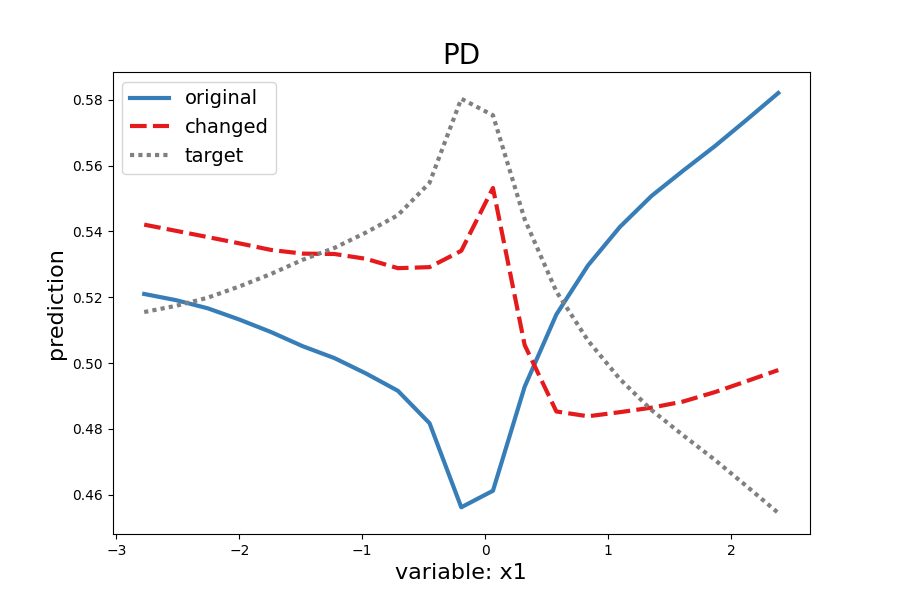 PD
original
changed
target
0.58
0.56
0.54
0.52
0.50
0.48
0.46
prediction
−3
−2
−1
0
1
2
variable: x1